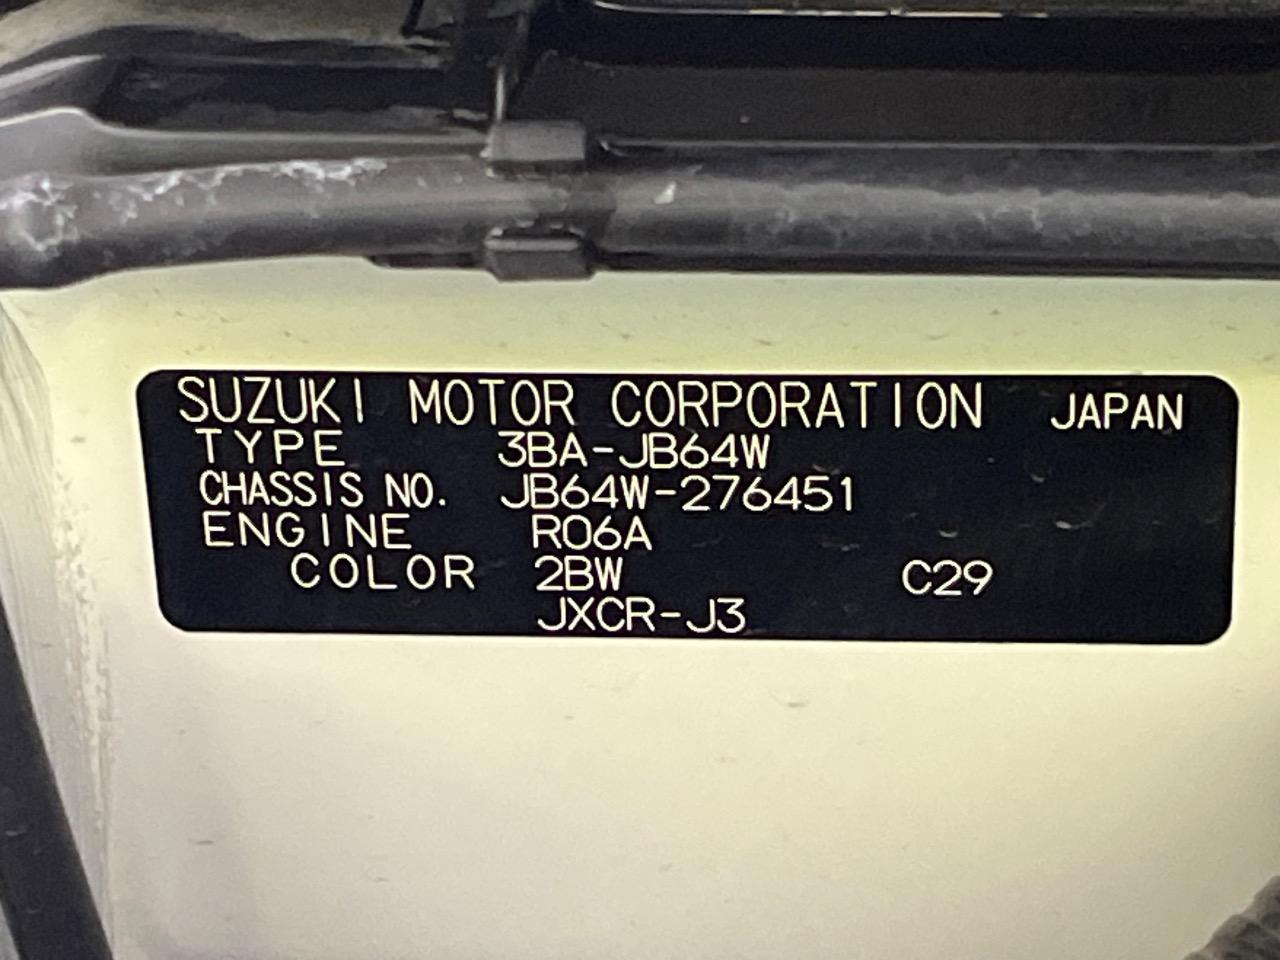 SUZUKI MOTOR CORPORATION JAPAN
TYPE 3BA-JB64W
CHASSIS NO. JB64W-276451
ENGINE R06A
COLOR 2BW C29
JXCR-J3